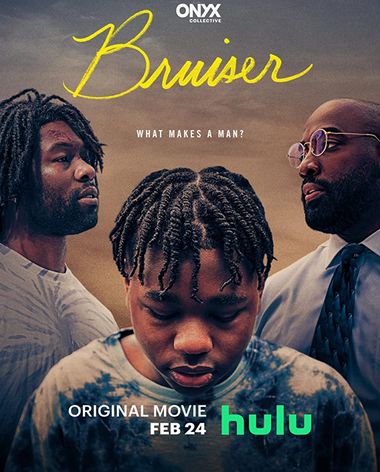 ONYX
COLLECTIVE
Bruiser
WHAT MAKES A MAN?
ORIGINAL MOVIE
FEB 24
hulu